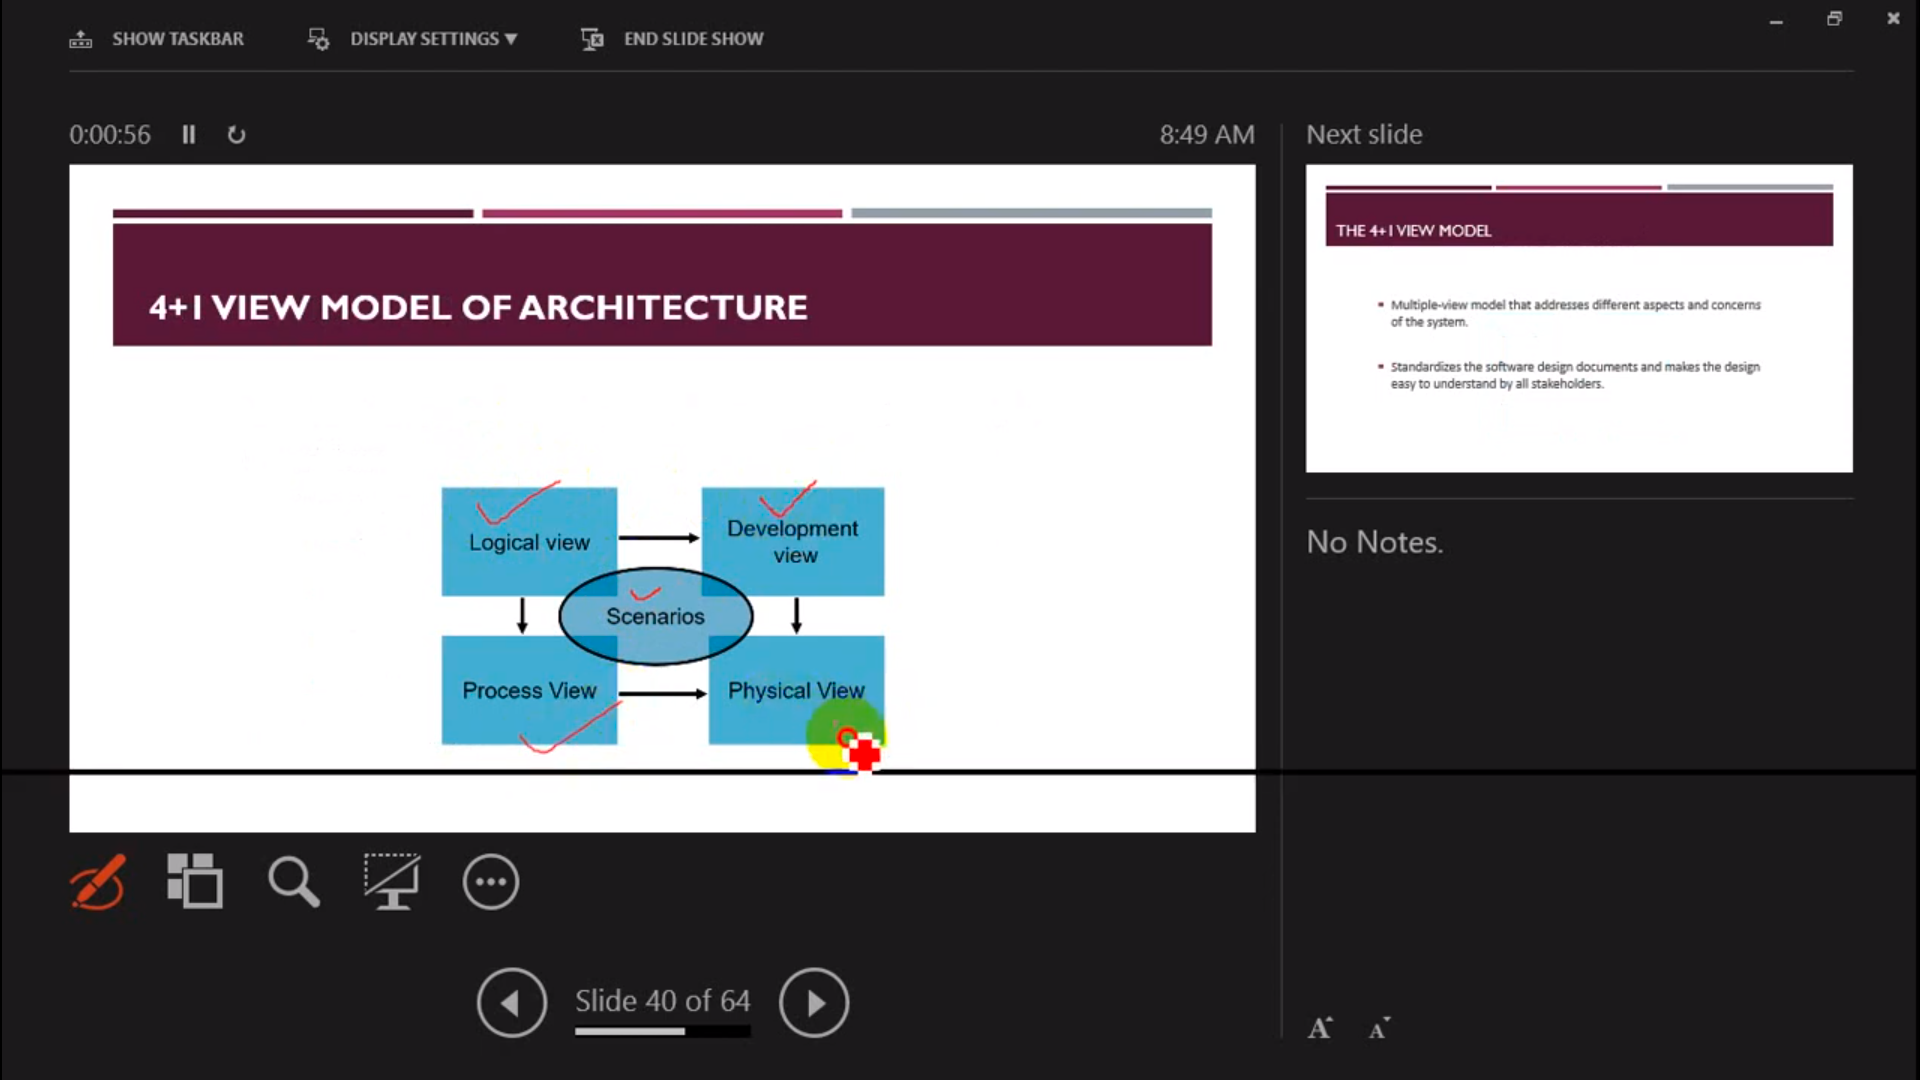 SHOW TASKBAR
DISPLAY SETTINGS ▼
END SLIDE SHOW
0:00:56
8:49 AM
Next slide
4+1 VIEW MODEL OF ARCHITECTURE
Logical view
Development
view
Scenarios
Process View
Physical View
THE 4+1 VIEW MODEL
▪ Multiple-view model that addresses different aspects and concerns
of the system.
▪ Standardizes the software design documents and makes the design
easy to understand by all stakeholders.
No Notes.
Slide 40 of 64
A A